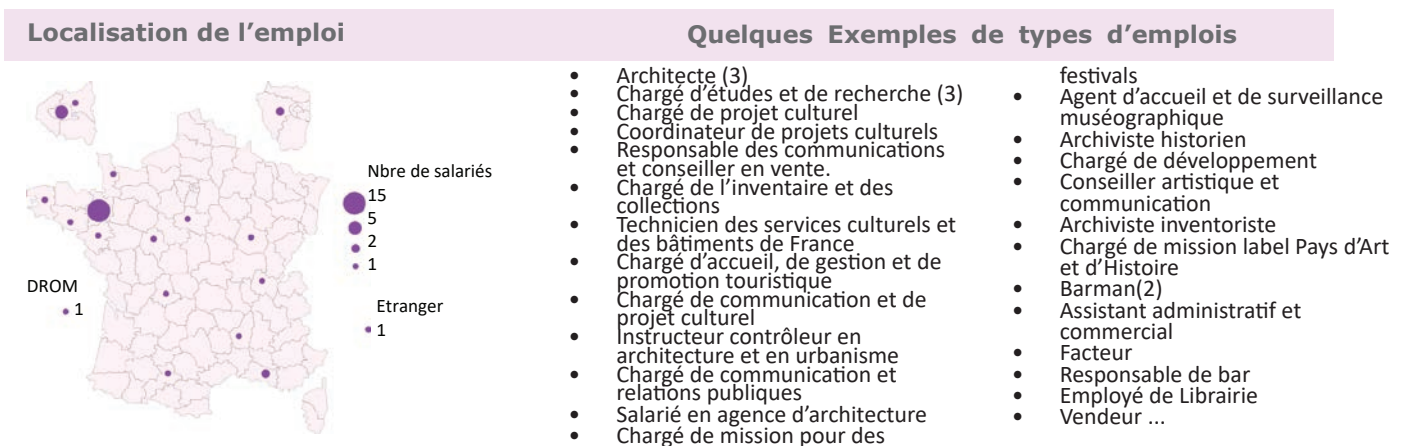 Localisation de l’emploi
Quelques Exemples de types d’emplois
Nbre de salariés
15
5
2
1
DROM
1
Etranger
1
• Architecte (3)
• Chargé d’études et de recherche (3)
• Chargé de projet culturel
• Coordinateur de projets culturels
• Responsable des communications
et conseiller en vente.
• Chargé de l’inventaire et des
collections
• Technicien des services culturels et
des bâtiments de France
• Chargé d’accueil, de gestion et de
promotion touristique
• Chargé de communication et de
projet culturel
• Instructeur contrôleur en
architecture et en urbanisme
• Chargé de communication et
relations publiques
• Salarié en agence d’architecture
• Chargé de mission pour des
festivals
• Agent d’accueil et de surveillance
muséographique
• Archiviste historien
• Chargé de développement
• Conseiller artistique et
communication
• Archiviste inventoriste
• Chargé de mission label Pays d’Art
et d’Histoire
• Barman(2)
• Assistant administratif et
commercial
• Facteur
• Responsable de bar
• Employé de Librairie
• Vendeur ...